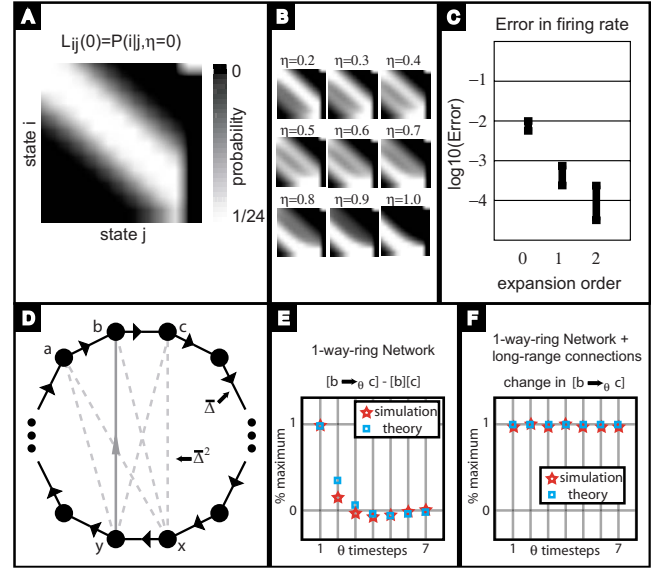 A
L_ij(0)=P(i|j,η=0)
state i
state j
0
probability
1/24
B
η=0.2 η=0.3 η=0.4
η=0.5 η=0.6 η=0.7
η=0.8 η=0.9 η=1.0
C
Error in firing rate
log10(Error)
−1
−2
−3
−4
0 1 2
expansion order
D
b c
a
Δ̅
Δ̅²
y x
E
1-way-ring Network
[b ➡θ c] - [b][c]
simulation
theory
% maximum
1
0
1 θ timesteps 7
F
1-way-ring Network +
long-range connections
change in [b ➡θ c]
% maximum
1
simulation
theory
0
1 θ timesteps 7